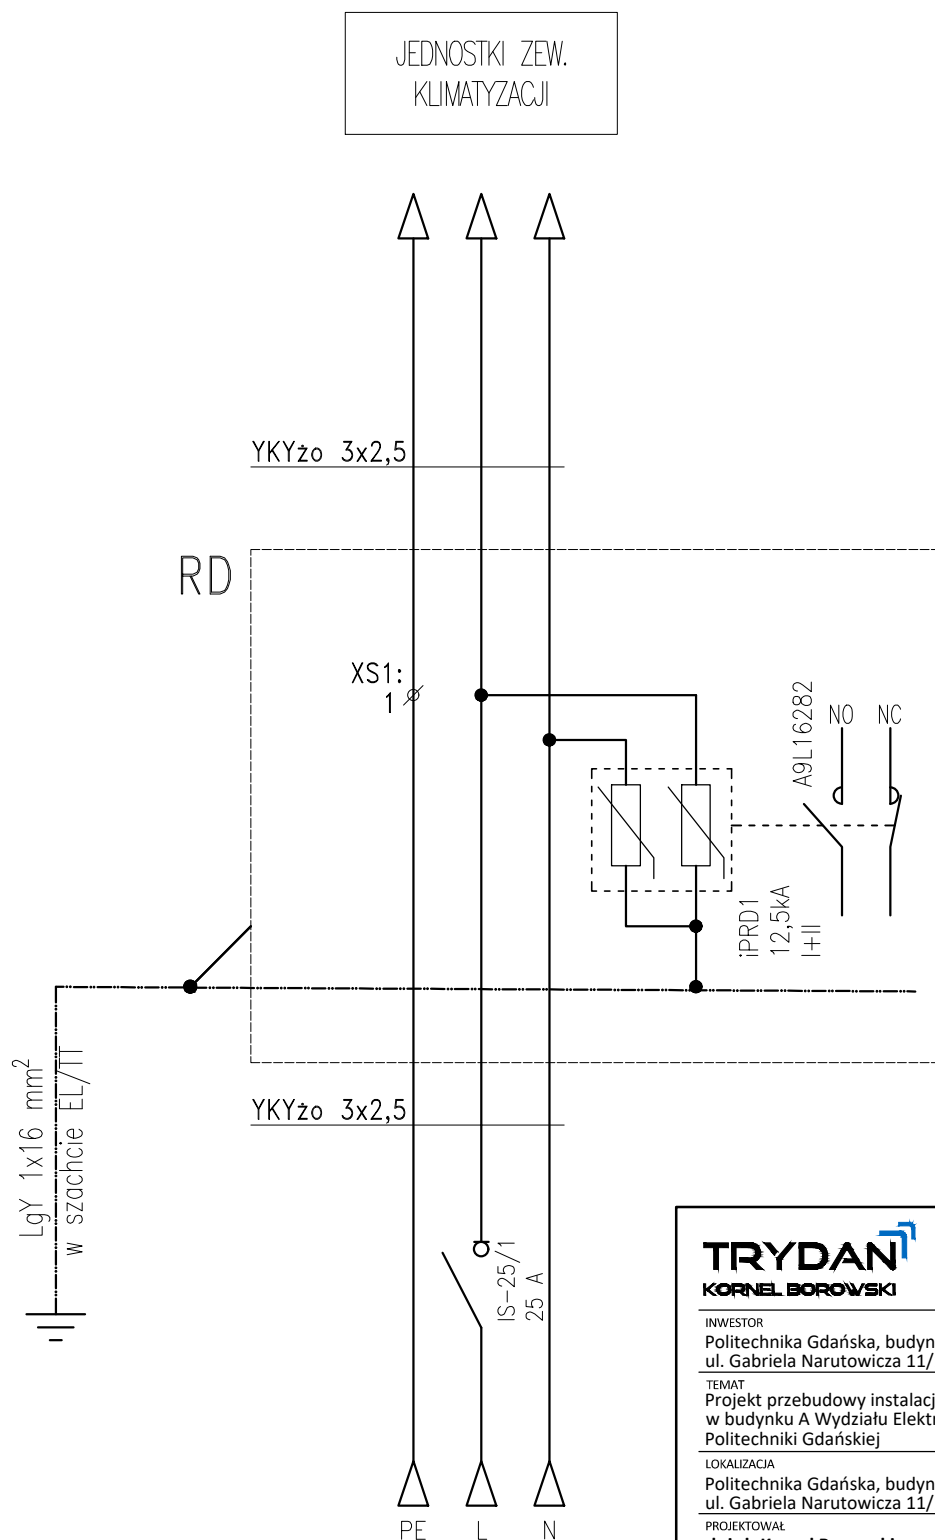 JEDNOSTKI ZEW.
KLIMATYZACJI
YKYżo 3x2,5
RD
XS1:
1
A9L16282
NO NC
iPRD1
12,5kA
I+II
LgY 1x16 mm²
w szachcie EL/TT
YKYżo 3x2,5
IS-25/1
25 A
PE L N
TRYDAN
KORNEL BOROWSKI
INWESTOR
Politechnika Gdańska, budyn
ul. Gabriela Narutowicza 11/
TEMAT
Projekt przebudowy instalacj
w budynku A Wydziału Elektr
Politechniki Gdańskiej
LOKALIZACJA
Politechnika Gdańska, budyn
ul. Gabriela Narutowicza 11/
PROJEKTOWAŁ